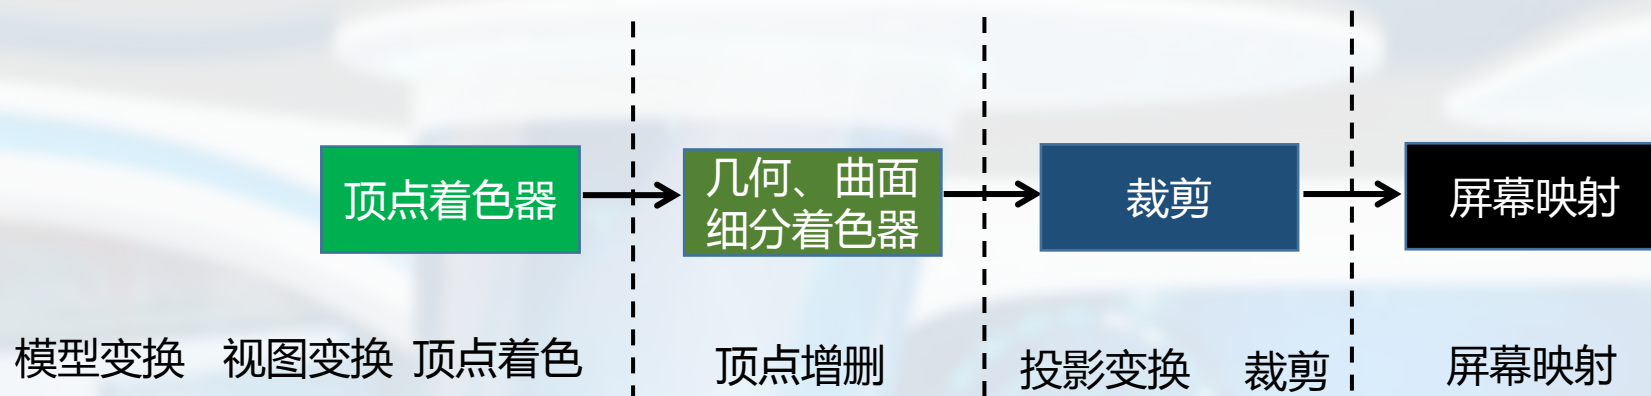 顶点着色器
几何、曲面
细分着色器
裁剪
屏幕映射
模型变换 视图变换 顶点着色
顶点增删
投影变换 裁剪
屏幕映射